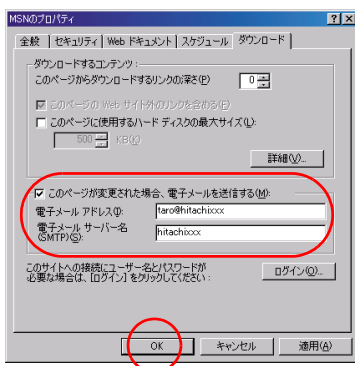 MSNのプロパティ
全般 セキュリティ Web ドキュメント スケジュール ダウンロード
ダウンロードするコンテンツ :
このページからダウンロードするリンクの深さ(P) 0
このページの Web サイト外のリンクを含める(F)
このページに使用するハード ディスクの最大サイズ(L):
500 KB(X)
詳細(V)...
このページが変更された場合、電子メールを送信する(M):
電子メール アドレス(I): taro@hitachixxx
電子メール サーバー名 (SMTP)(S): hitachixxx
このサイトへの接続にユーザー名とパスワードが
必要な場合は、[ログイン] をクリックしてください : ログイン(O)...
OK キャンセル 適用(A)